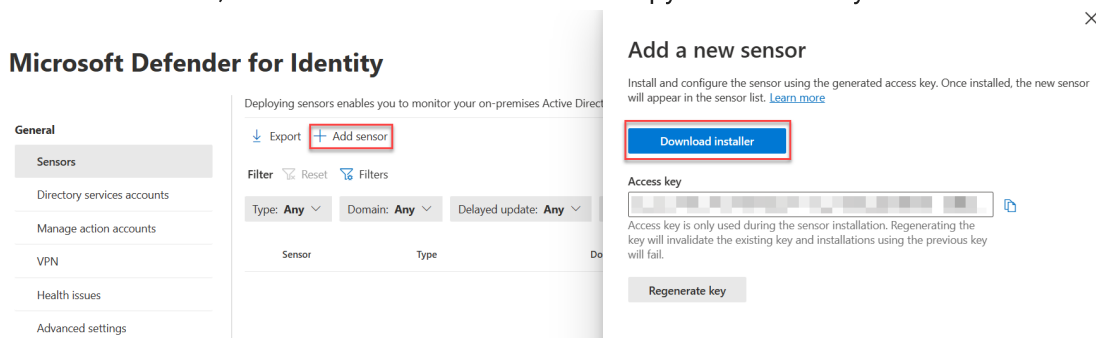 Microsoft Defender for Identity
General
Sensors
Directory services accounts
Manage action accounts
VPN
Health issues
Advanced settings
Deploying sensors enables you to monitor your on-premises Active Direct
Export
Add sensor
Filter Reset Filters
Type: Any Domain: Any Delayed update: Any
Sensor Type Do
Add a new sensor
Install and configure the sensor using the generated access key. Once installed, the new sensor
will appear in the sensor list. Learn more
Download installer
Access key
Access key is only used during the sensor installation. Regenerating the
key will invalidate the existing key and installations using the previous key
will fail.
Regenerate key